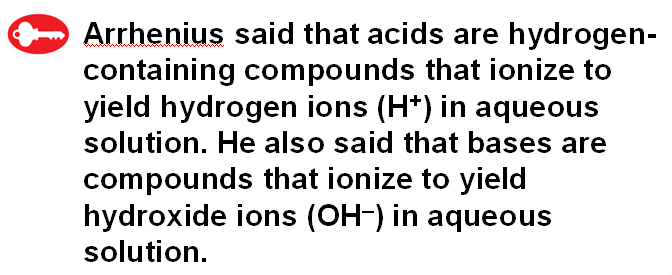 Arrhenius said that acids are hydrogen-
containing compounds that ionize to
yield hydrogen ions (H⁺) in aqueous
solution. He also said that bases are
compounds that ionize to yield
hydroxide ions (OH⁻) in aqueous
solution.